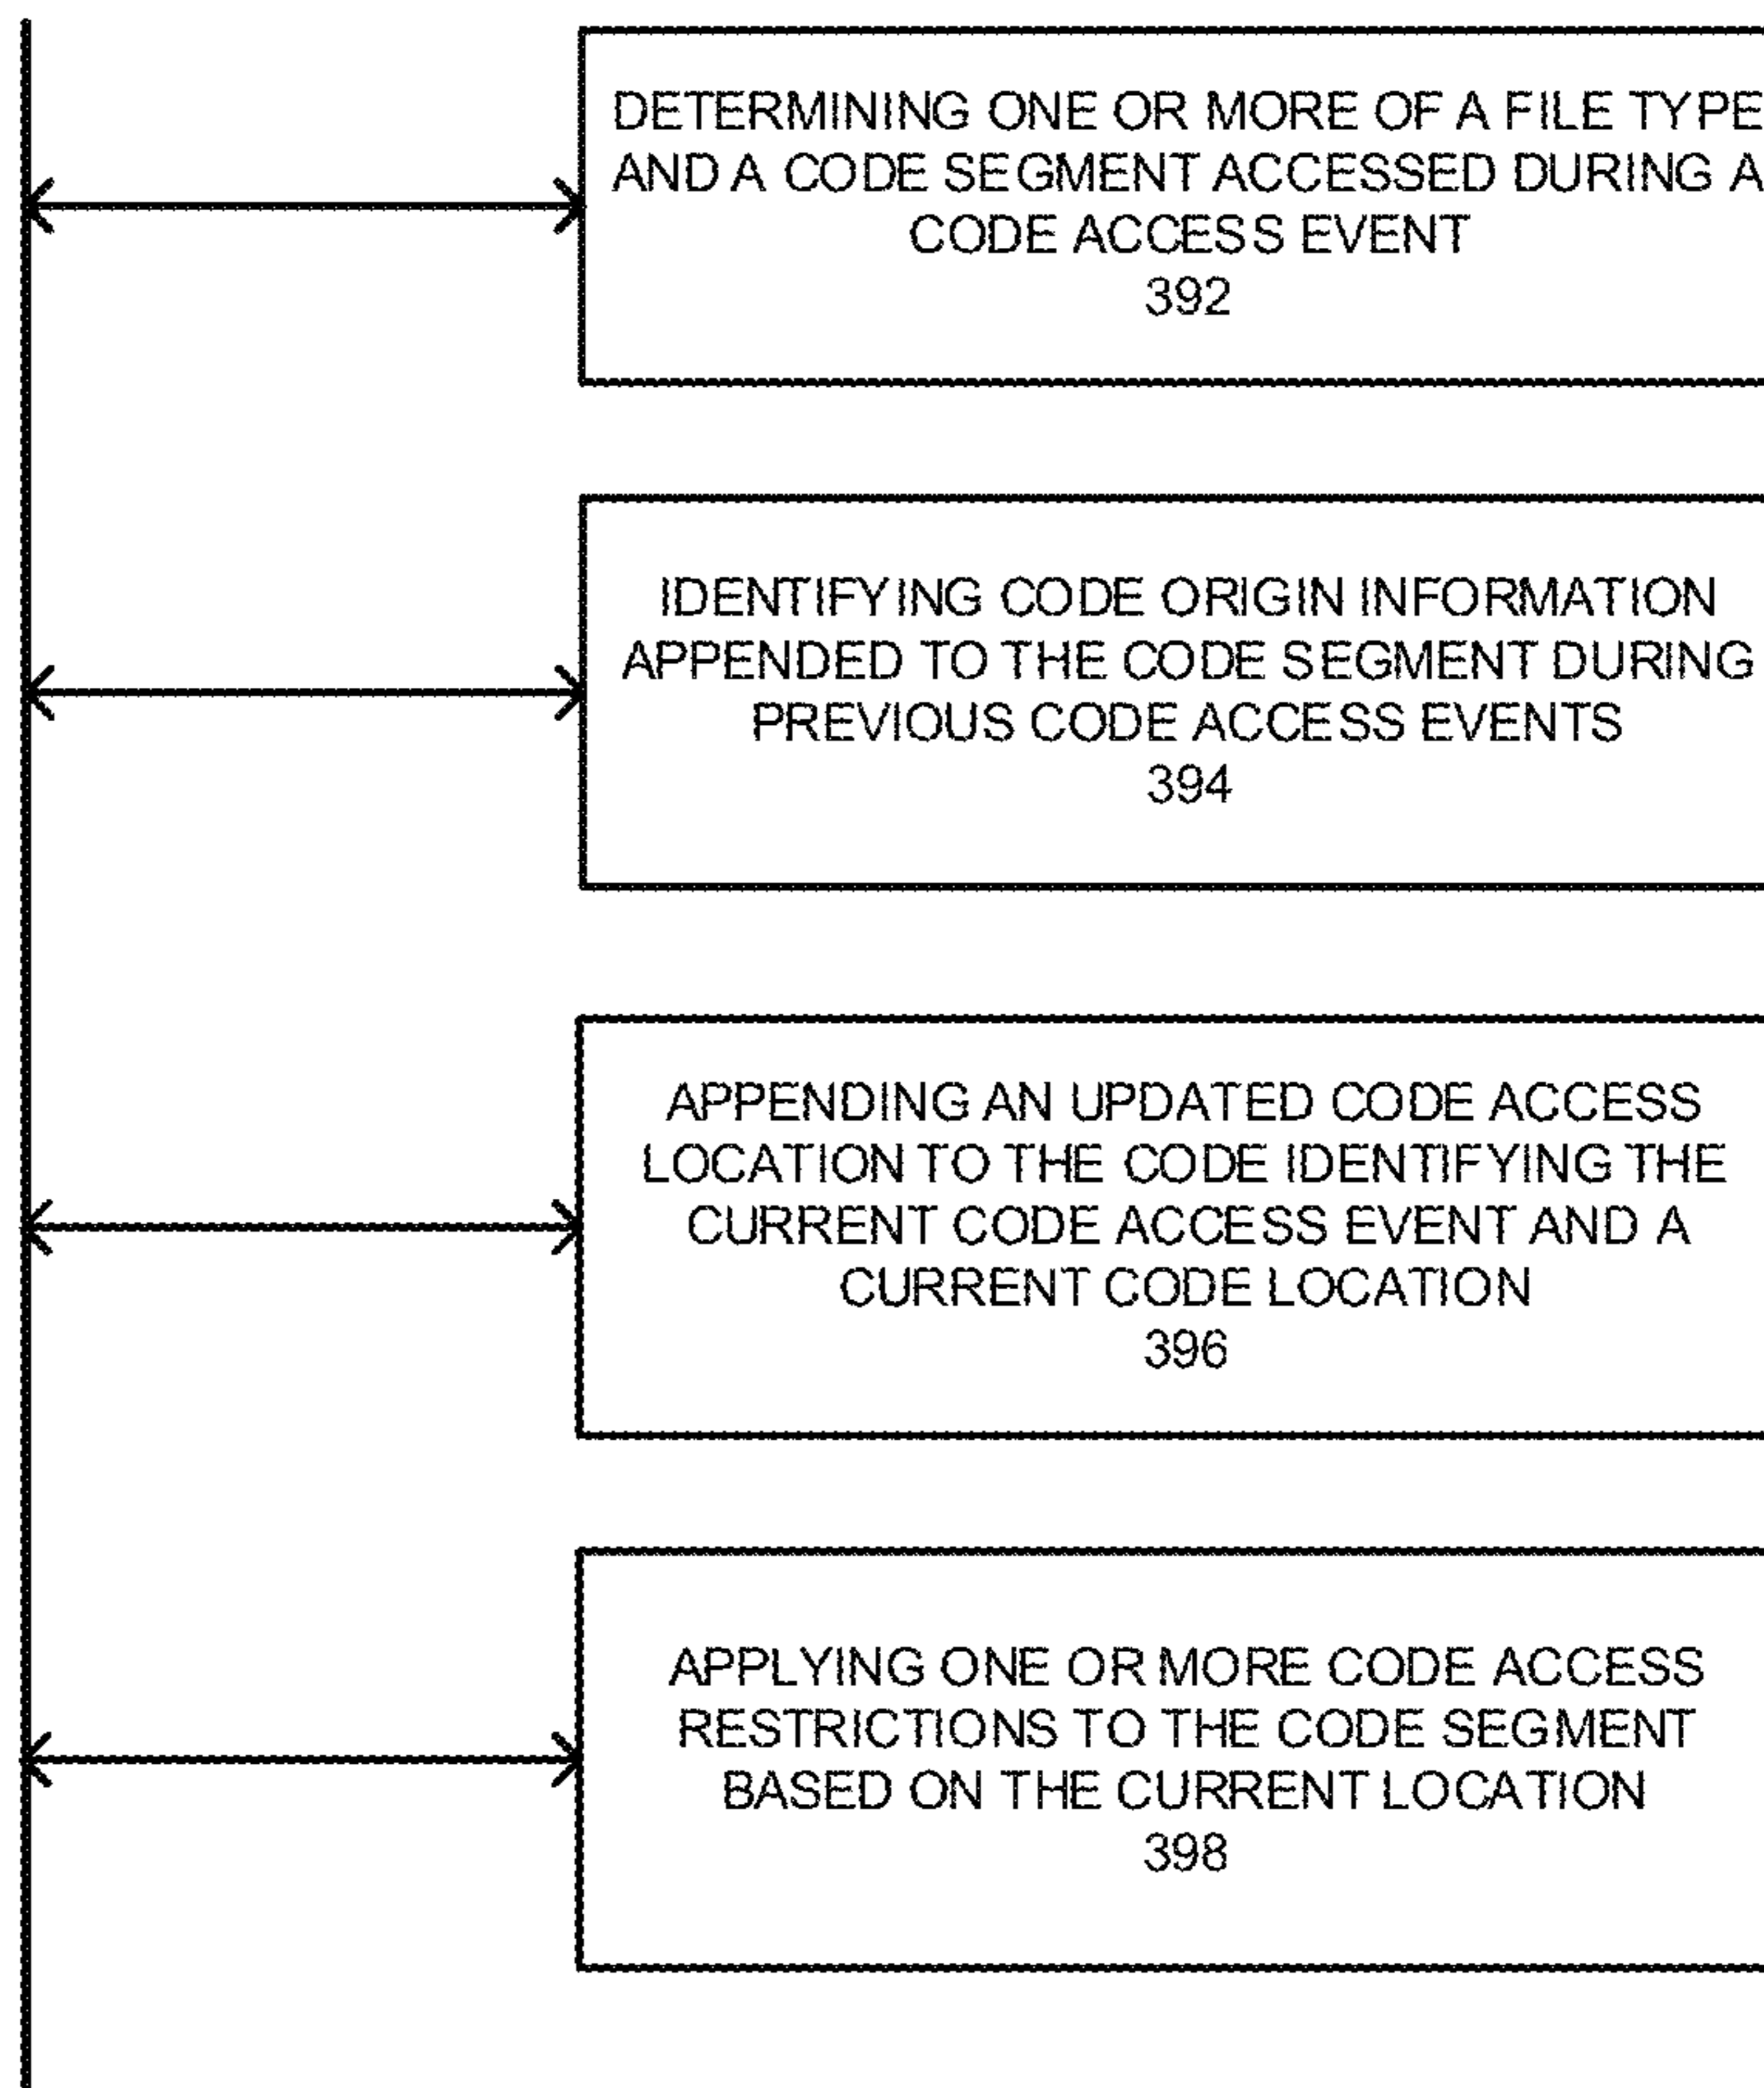 DETERMINING ONE OR MORE OF A FILE TYPE
AND A CODE SEGMENT ACCESSED DURING A
CODE ACCESS EVENT
392
IDENTIFYING CODE ORIGIN INFORMATION
APPENDED TO THE CODE SEGMENT DURING
PREVIOUS CODE ACCESS EVENTS
394
APPENDING AN UPDATED CODE ACCESS
LOCATION TO THE CODE IDENTIFYING THE
CURRENT CODE ACCESS EVENT AND A
CURRENT CODE LOCATION
396
APPLYING ONE OR MORE CODE ACCESS
RESTRICTIONS TO THE CODE SEGMENT
BASED ON THE CURRENT LOCATION
398